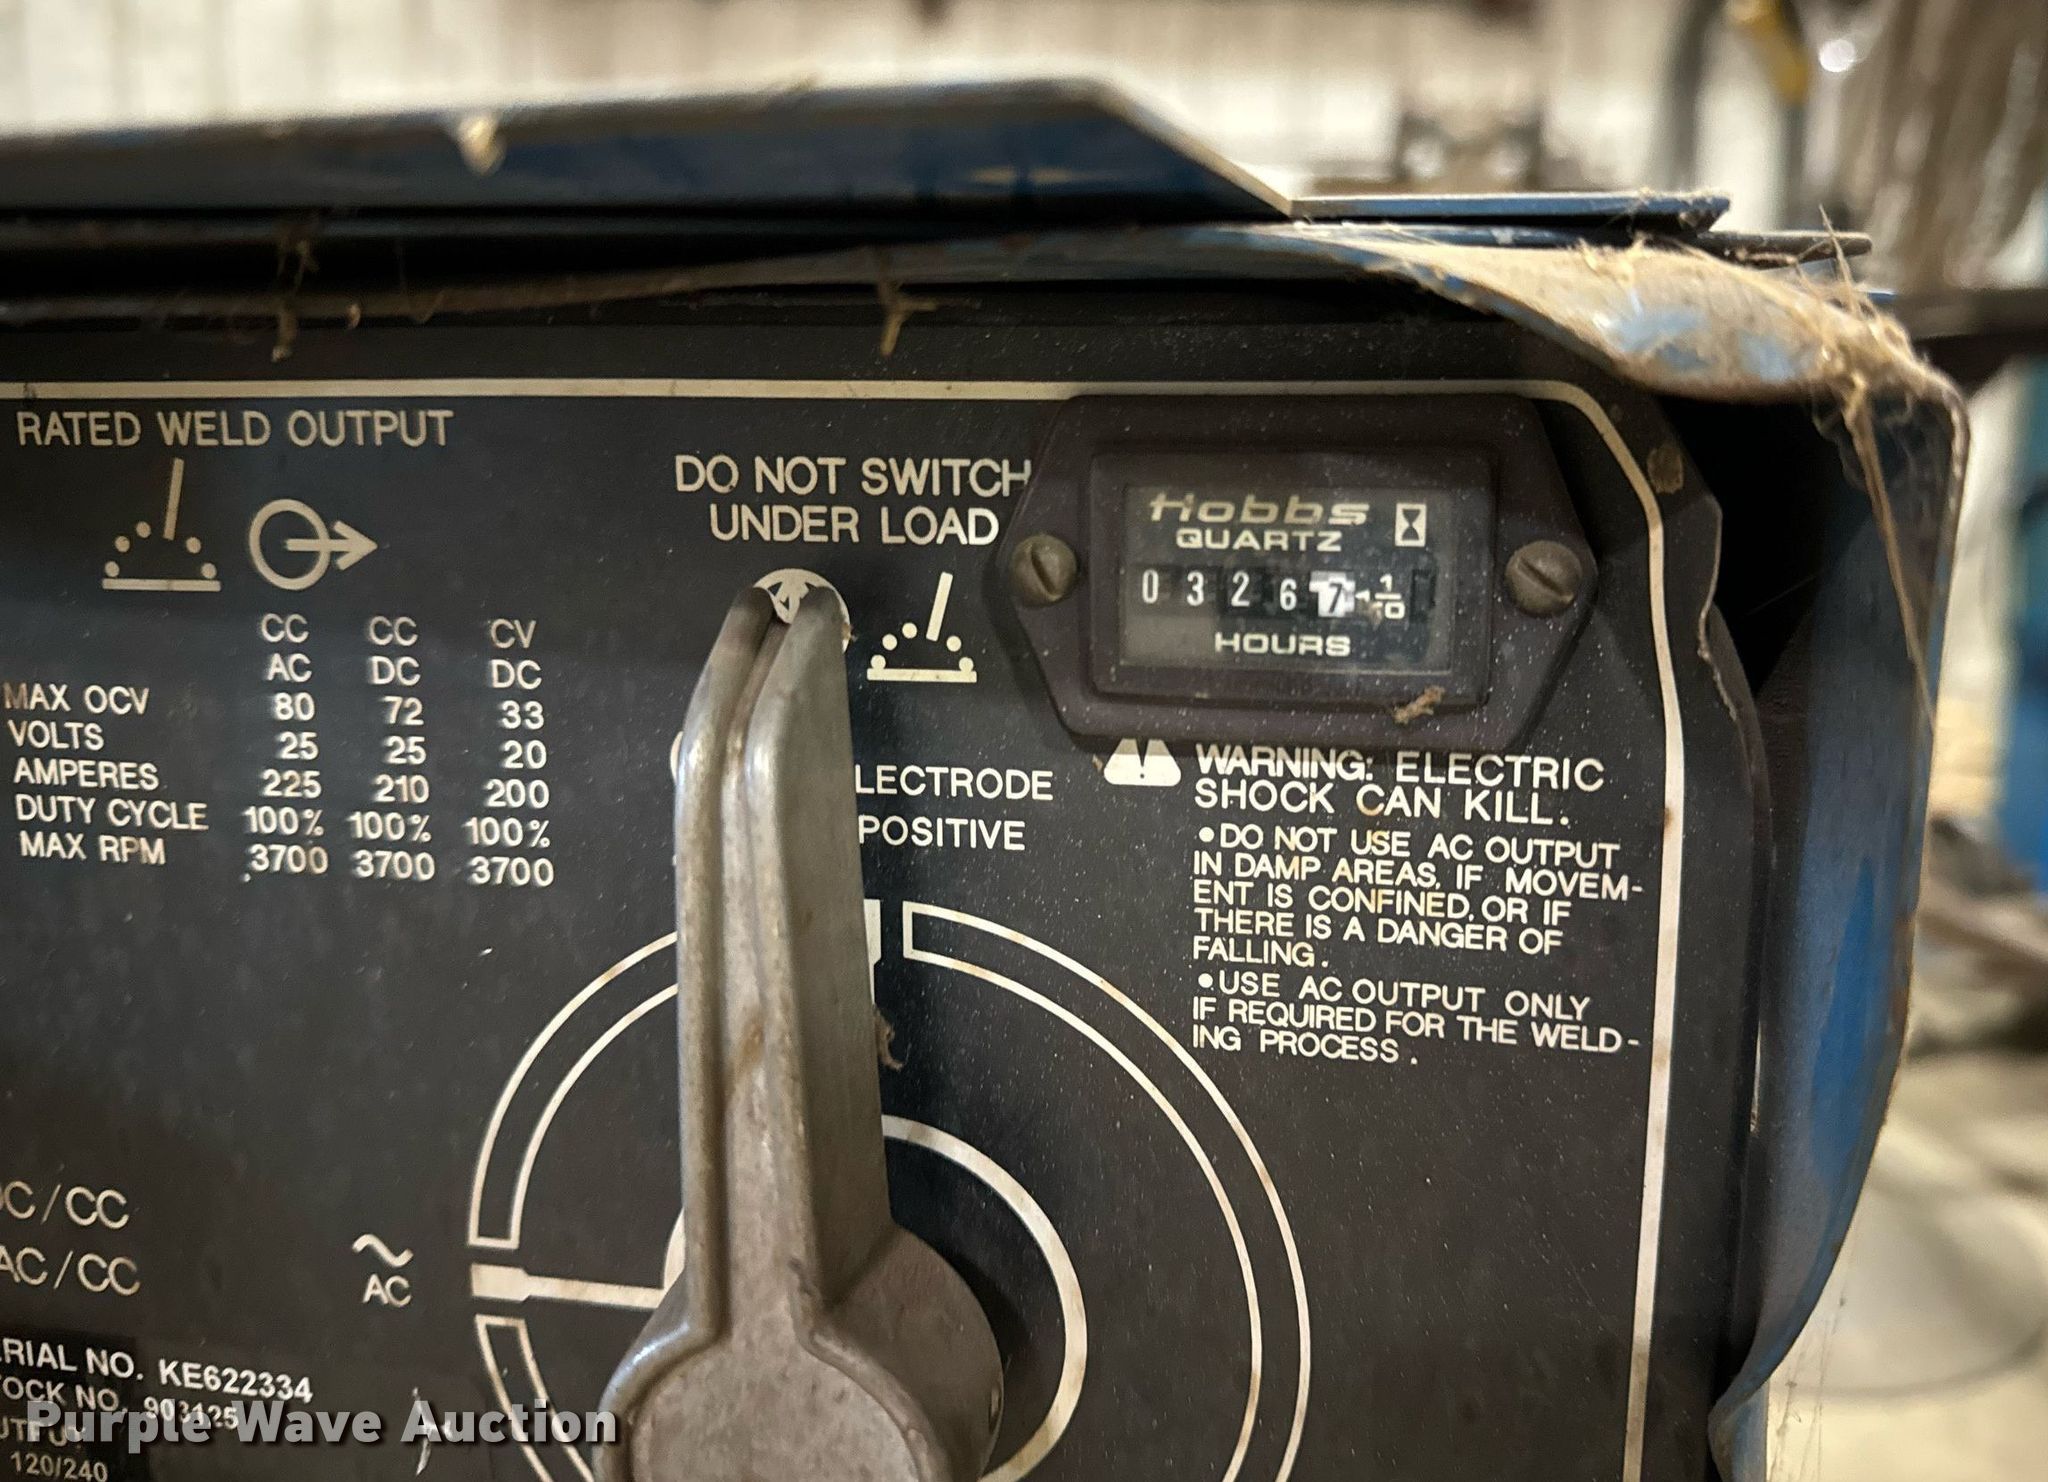 RATED WELD OUTPUT
CC CC CV
AC DC DC
MAX OCV 80 72 33
VOLTS 25 25 20
AMPERES 225 210 200
DUTY CYCLE 100% 100% 100%
MAX RPM 3700 3700 3700
DO NOT SWITCH
UNDER LOAD
Hobbs
QUARTZ
0 3 2 6 7 1/10
HOURS
LECTRODE
POSITIVE
WARNING: ELECTRIC
SHOCK CAN KILL.
•DO NOT USE AC OUTPUT
IN DAMP AREAS, IF MOVEM-
ENT IS CONFINED, OR IF
THERE IS A DANGER OF
FALLING.
•USE AC OUTPUT ONLY
IF REQUIRED FOR THE WELD-
ING PROCESS.
C/CC
AC/CC
AC
RIAL NO. KE622334
OCK NO. 903125
120/240
Purple Wave Auction